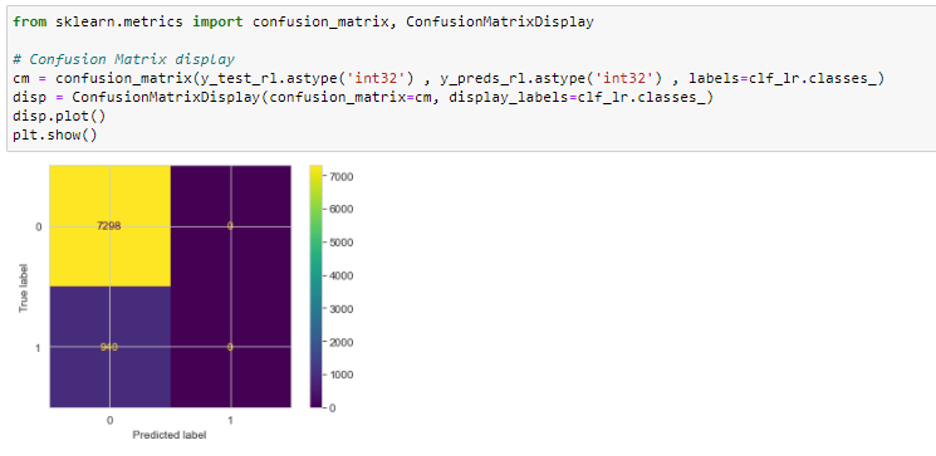 from sklearn.metrics import confusion_matrix, ConfusionMatrixDisplay
# Confusion Matrix display
cm = confusion_matrix(y_test_rl.astype('int32') , y_preds_rl.astype('int32') , labels=clf_lr.classes_)
disp = ConfusionMatrixDisplay(confusion_matrix=cm, display_labels=clf_lr.classes_)
disp.plot()
plt.show()
7000
6000
5000
4000
3000
2000
1000
0
True label
0
7298
0
1
940
0
0
1
Predicted label